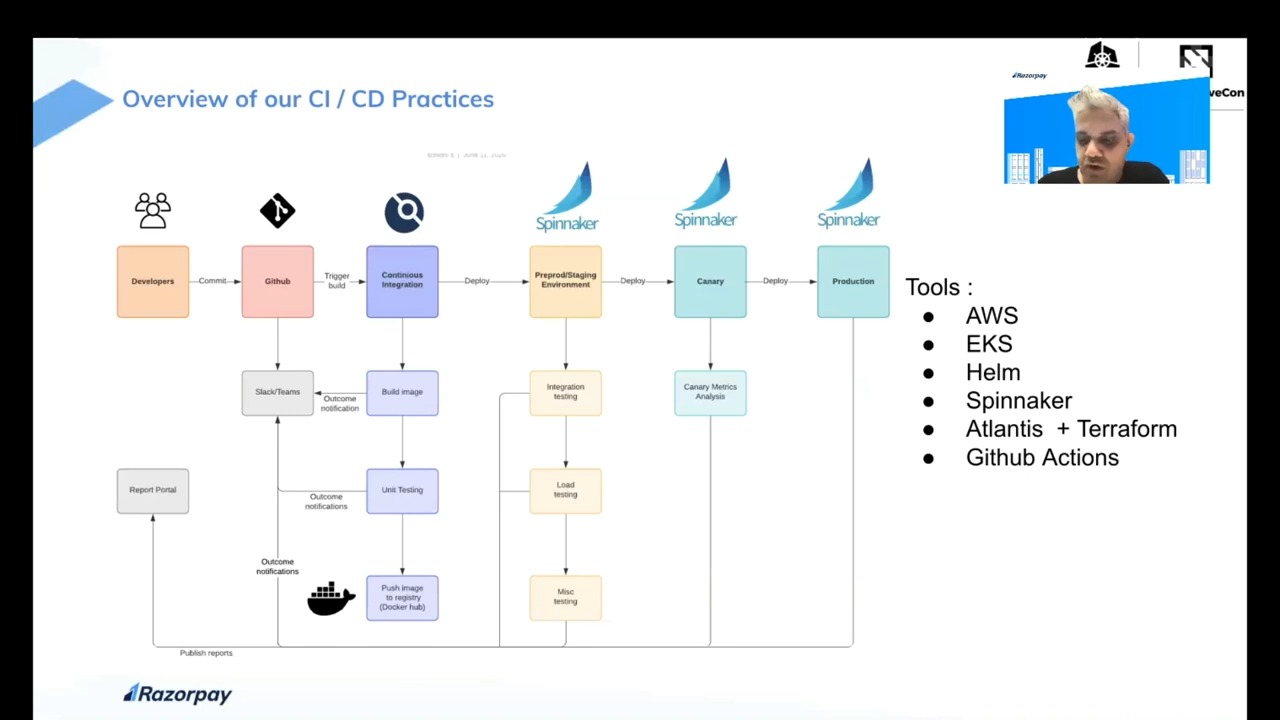 Overview of our CI / CD Practices
Razorpay
veCon
Spinnaker
Spinnaker
Spinnaker
Developers
Commit
Github
Trigger
build
Continious
Integration
Deploy
Preprod/Staging
Environment
Deploy
Canary
Deploy
Production
Tools :
● AWS
● EKS
● Helm
● Spinnaker
● Atlantis + Terraform
● Github Actions
Slack/Teams
Outcome
notification
Build image
Integration
testing
Canary Metrics
Analysis
Report Portal
Outcome
notifications
Unit Testing
Load
testing
Outcome
notifications
Push image
to registry
(Docker hub)
Misc
testing
Publish reports
Razorpay